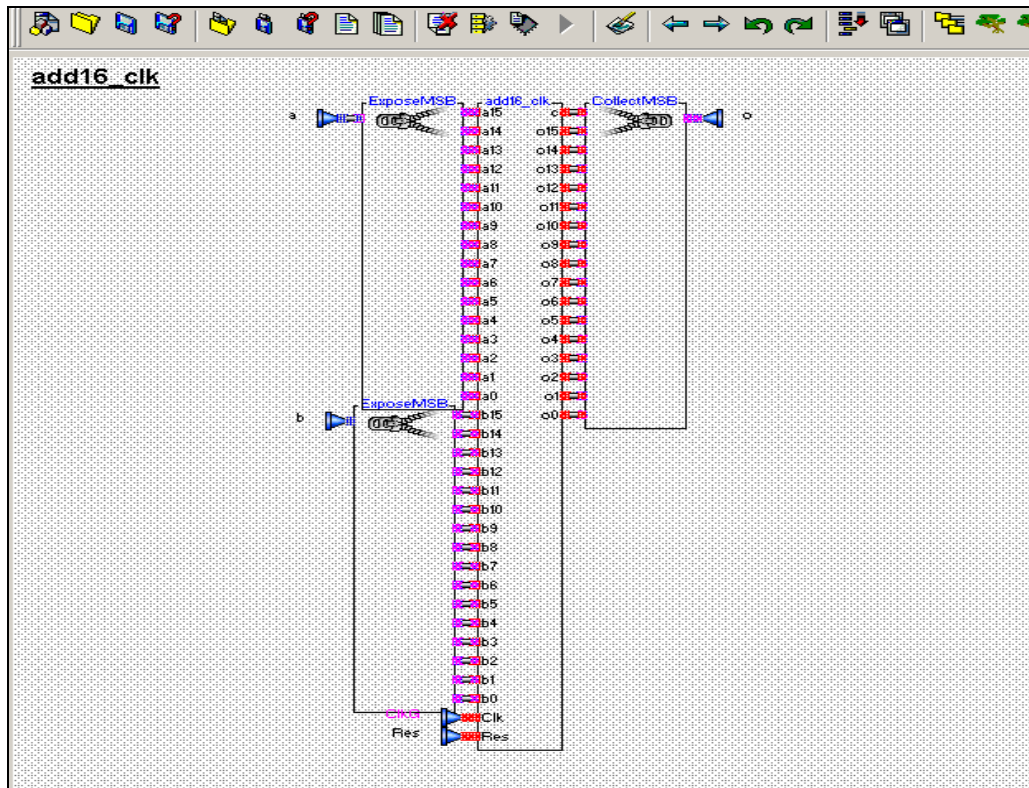 add16_clk
ExposeMSB add16_clk CollectMSB
a a15 c o
a14 o15
a13 o14
a12 o13
a11 o12
a10 o11
a9 o10
a8 o9
a7 o8
a6 o7
a5 o6
a4 o5
a3 o4
a2 o3
a1 o2
a0 o1
ExposeMSB
b b15 o0
b14
b13
b12
b11
b10
b9
b8
b7
b6
b5
b4
b3
b2
b1
b0
ClkG Clk
Res Res